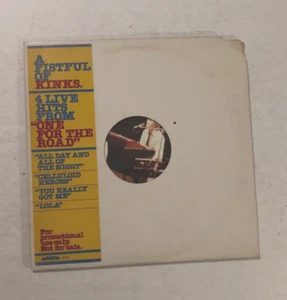 A
FISTFUL
OF
KINKS.
4 LIVE
HITS
FROM
"ONE
FOR THE
ROAD"
"ALL DAY AND
ALL OF
THE NIGHT"
"CELLULOID
HEROES"
"YOU REALLY
GOT ME"
"LOLA"
For
promotional
use only.
Not for sale.
ARISTA